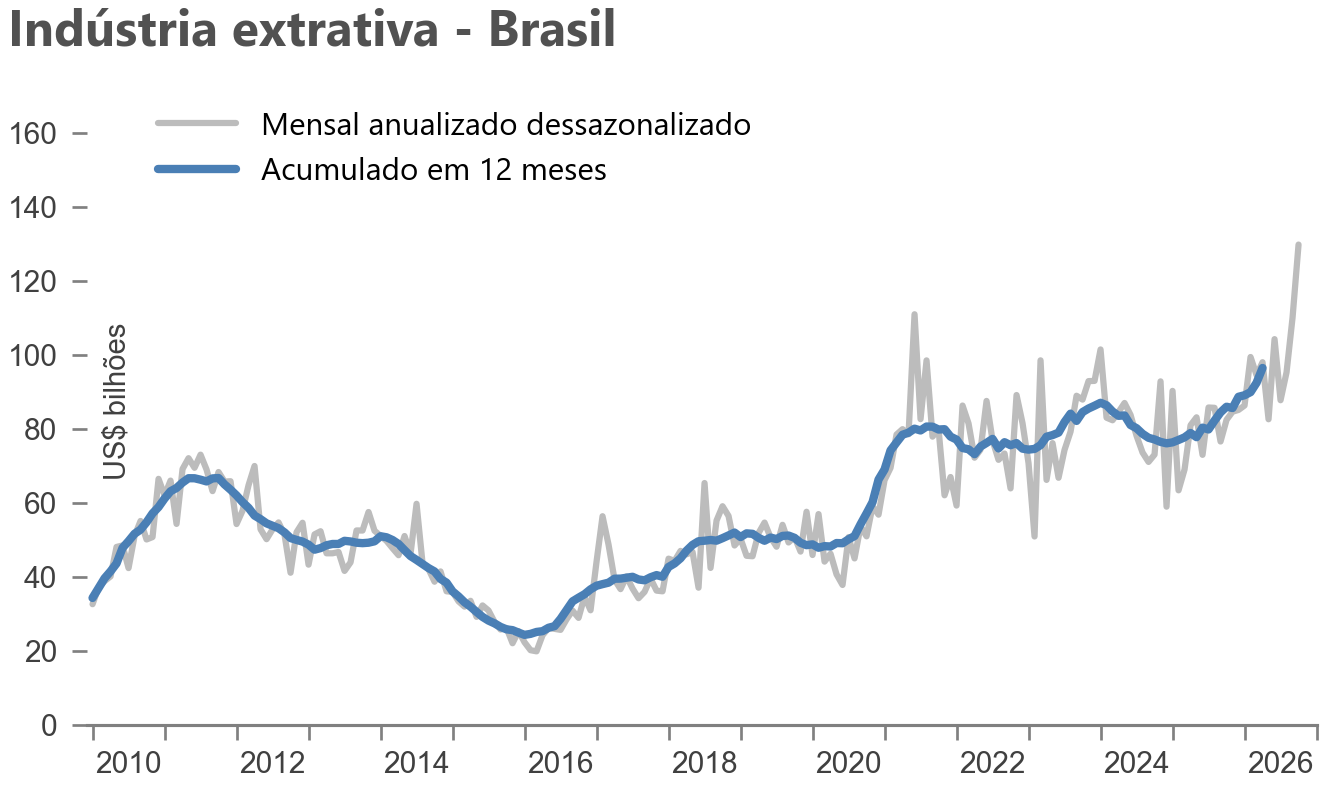 Indústria extrativa - Brasil
Mensal anualizado dessazonalizado
Acumulado em 12 meses
160
140
120
100
80
60
40
20
0
US$ bilhões
2010 2012 2014 2016 2018 2020 2022 2024 2026